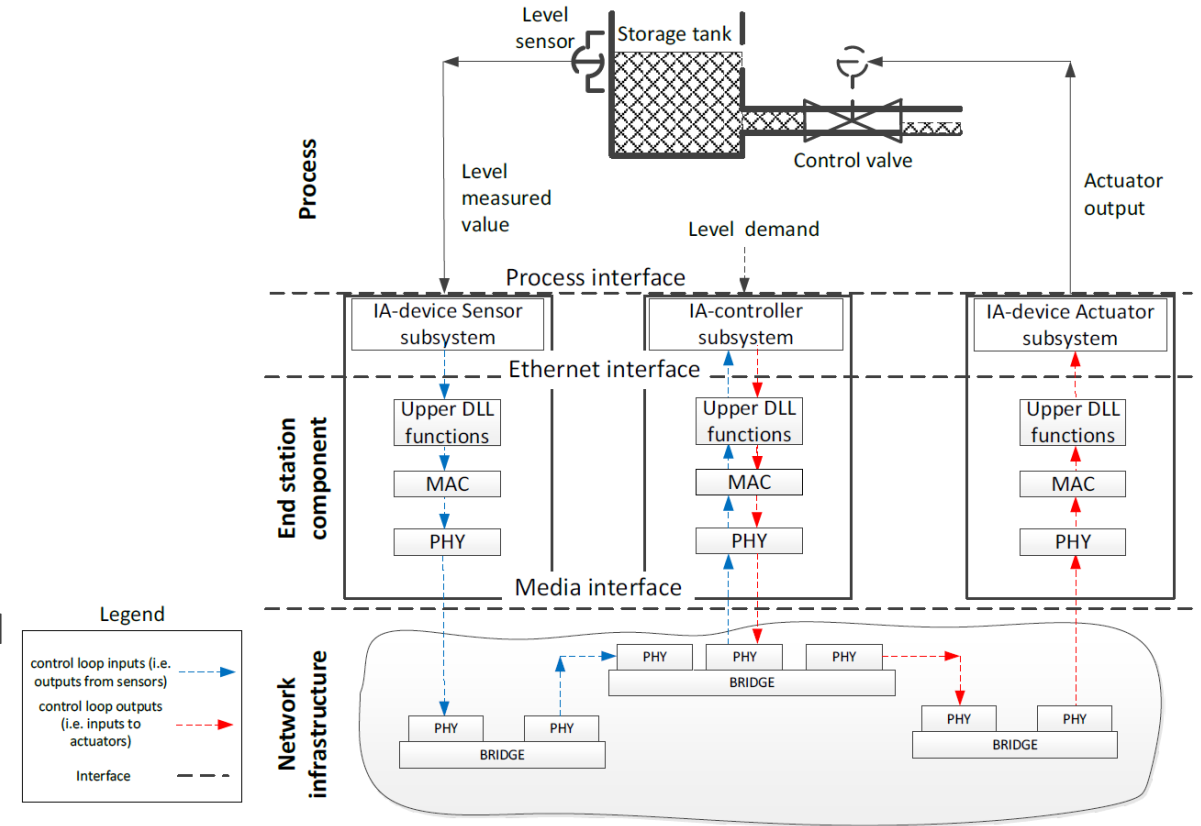 Level
sensor
Storage tank
Control valve
Process
Level
measured
value
Actuator
output
Level demand
Process interface
IA-device Sensor
subsystem
IA-controller
subsystem
IA-device Actuator
subsystem
Ethernet interface
End station
component
Upper DLL
functions
MAC
PHY
Upper DLL
functions
MAC
PHY
Upper DLL
functions
MAC
PHY
Media interface
Legend
control loop inputs (i.e.
outputs from sensors)
control loop outputs
(i.e. inputs to
actuators)
Interface
Network
infrastructure
PHY
PHY
PHY
BRIDGE
PHY
PHY
BRIDGE
PHY
PHY
BRIDGE